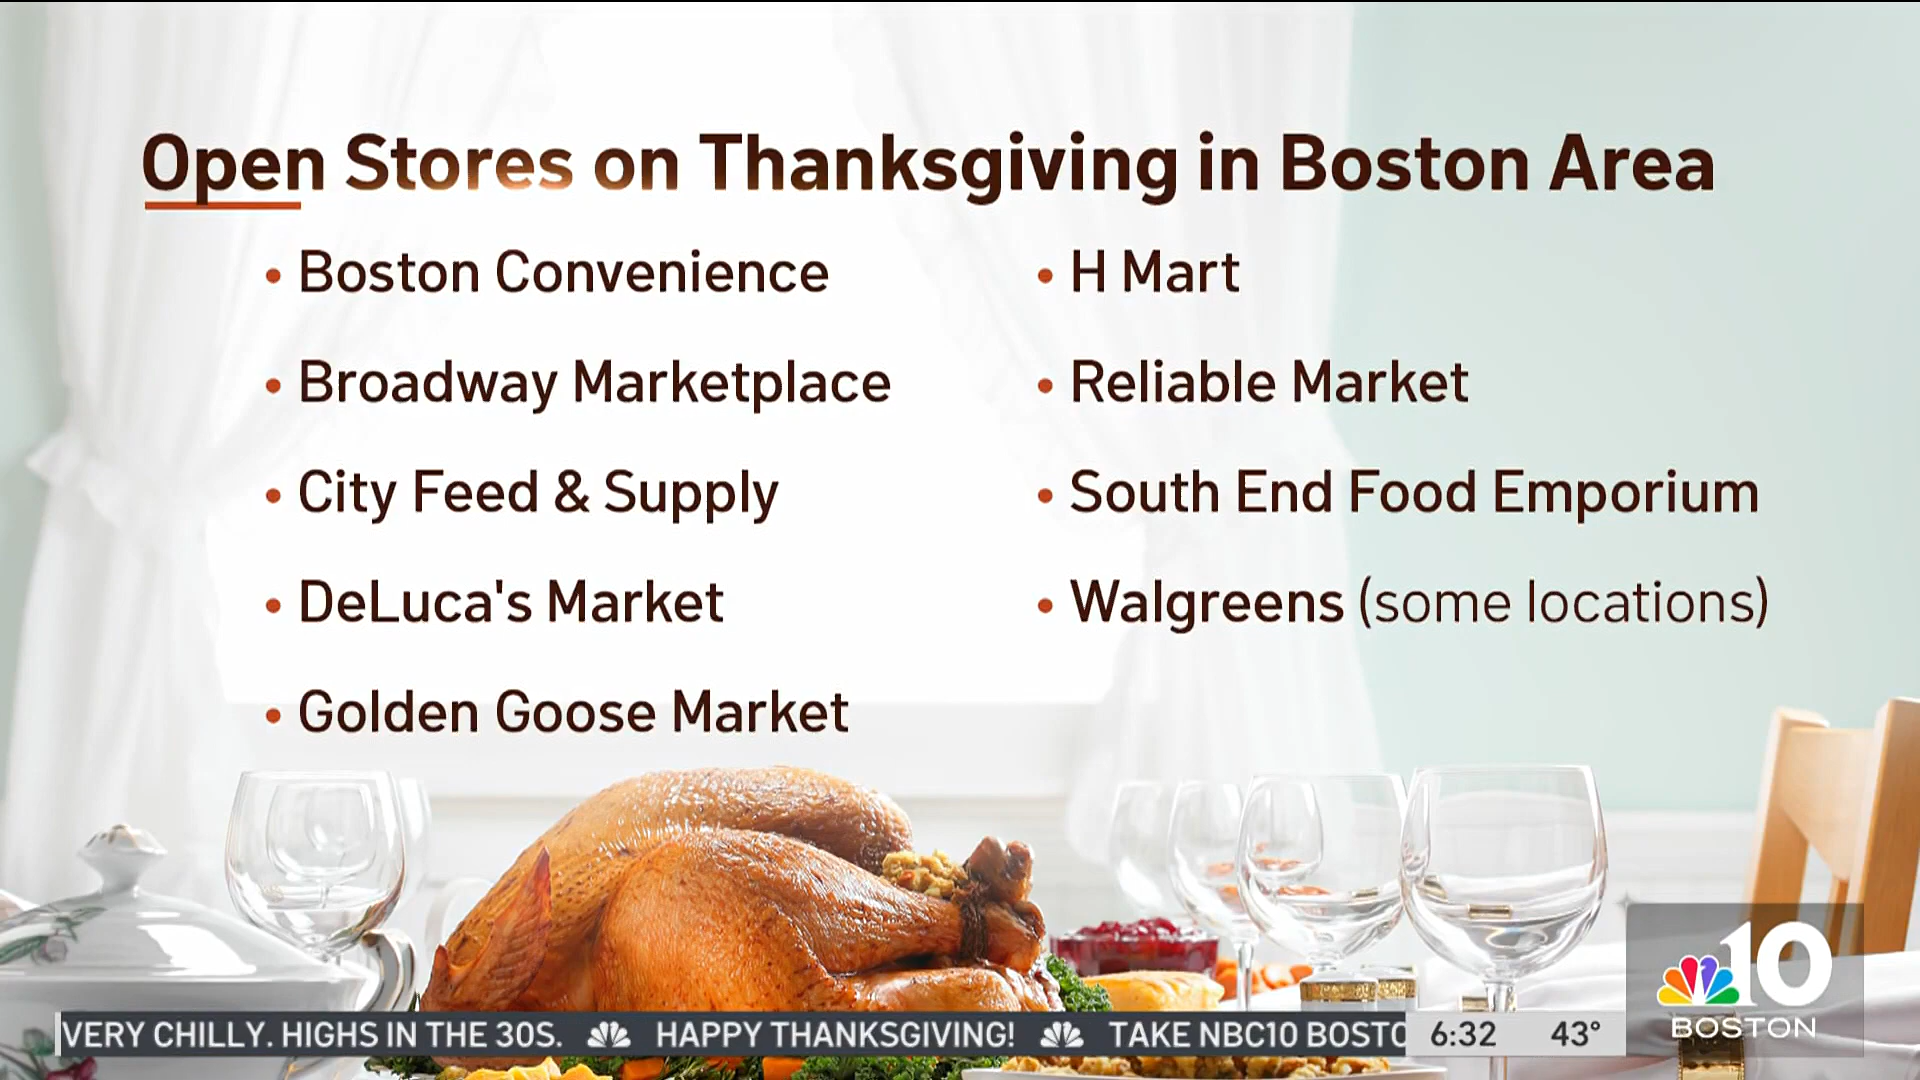 Open Stores on Thanksgiving in Boston Area
• Boston Convenience
• Broadway Marketplace
• City Feed & Supply
• DeLuca's Market
• Golden Goose Market
• H Mart
• Reliable Market
• South End Food Emporium
• Walgreens (some locations)
VERY CHILLY. HIGHS IN THE 30S. HAPPY THANKSGIVING! TAKE NBC10 BOSTO
6:32 43°
10
BOSTON